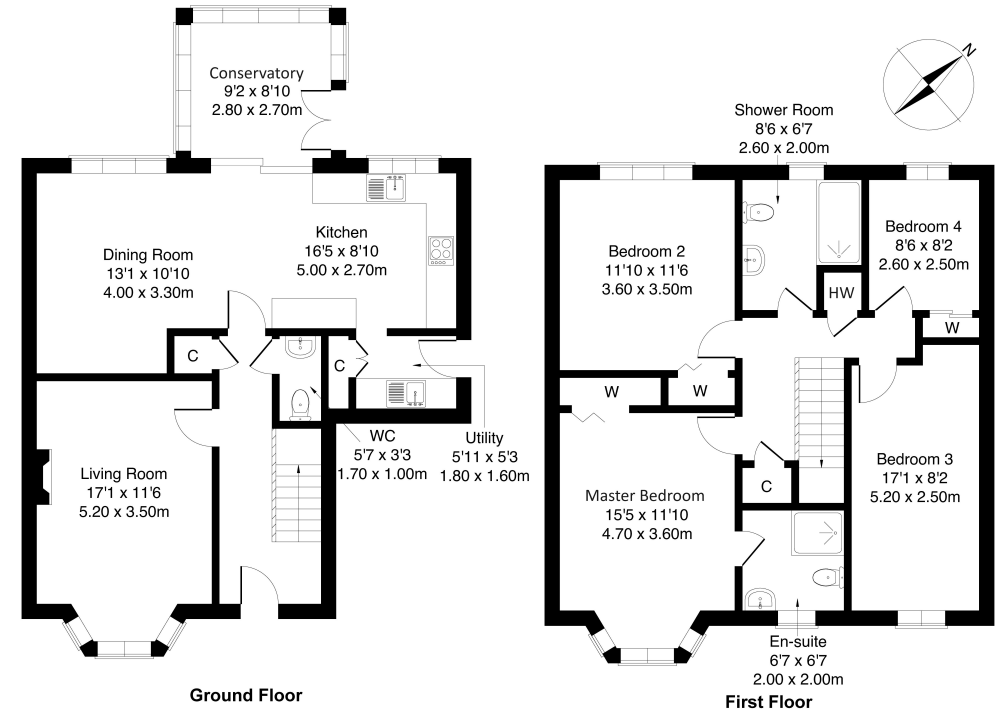 Conservatory
9'2 x 8'10
2.80 x 2.70m
Kitchen
16'5 x 8'10
5.00 x 2.70m
Dining Room
13'1 x 10'10
4.00 x 3.30m
C
C
WC
5'7 x 3'3
1.70 x 1.00m
Utility
5'11 x 5'3
1.80 x 1.60m
Living Room
17'1 x 11'6
5.20 x 3.50m
Ground Floor
N
Shower Room
8'6 x 6'7
2.60 x 2.00m
Bedroom 2
11'10 x 11'6
3.60 x 3.50m
Bedroom 4
8'6 x 8'2
2.60 x 2.50m
HW
W
W
W
C
Bedroom 3
17'1 x 8'2
5.20 x 2.50m
Master Bedroom
15'5 x 11'10
4.70 x 3.60m
En-suite
6'7 x 6'7
2.00 x 2.00m
First Floor